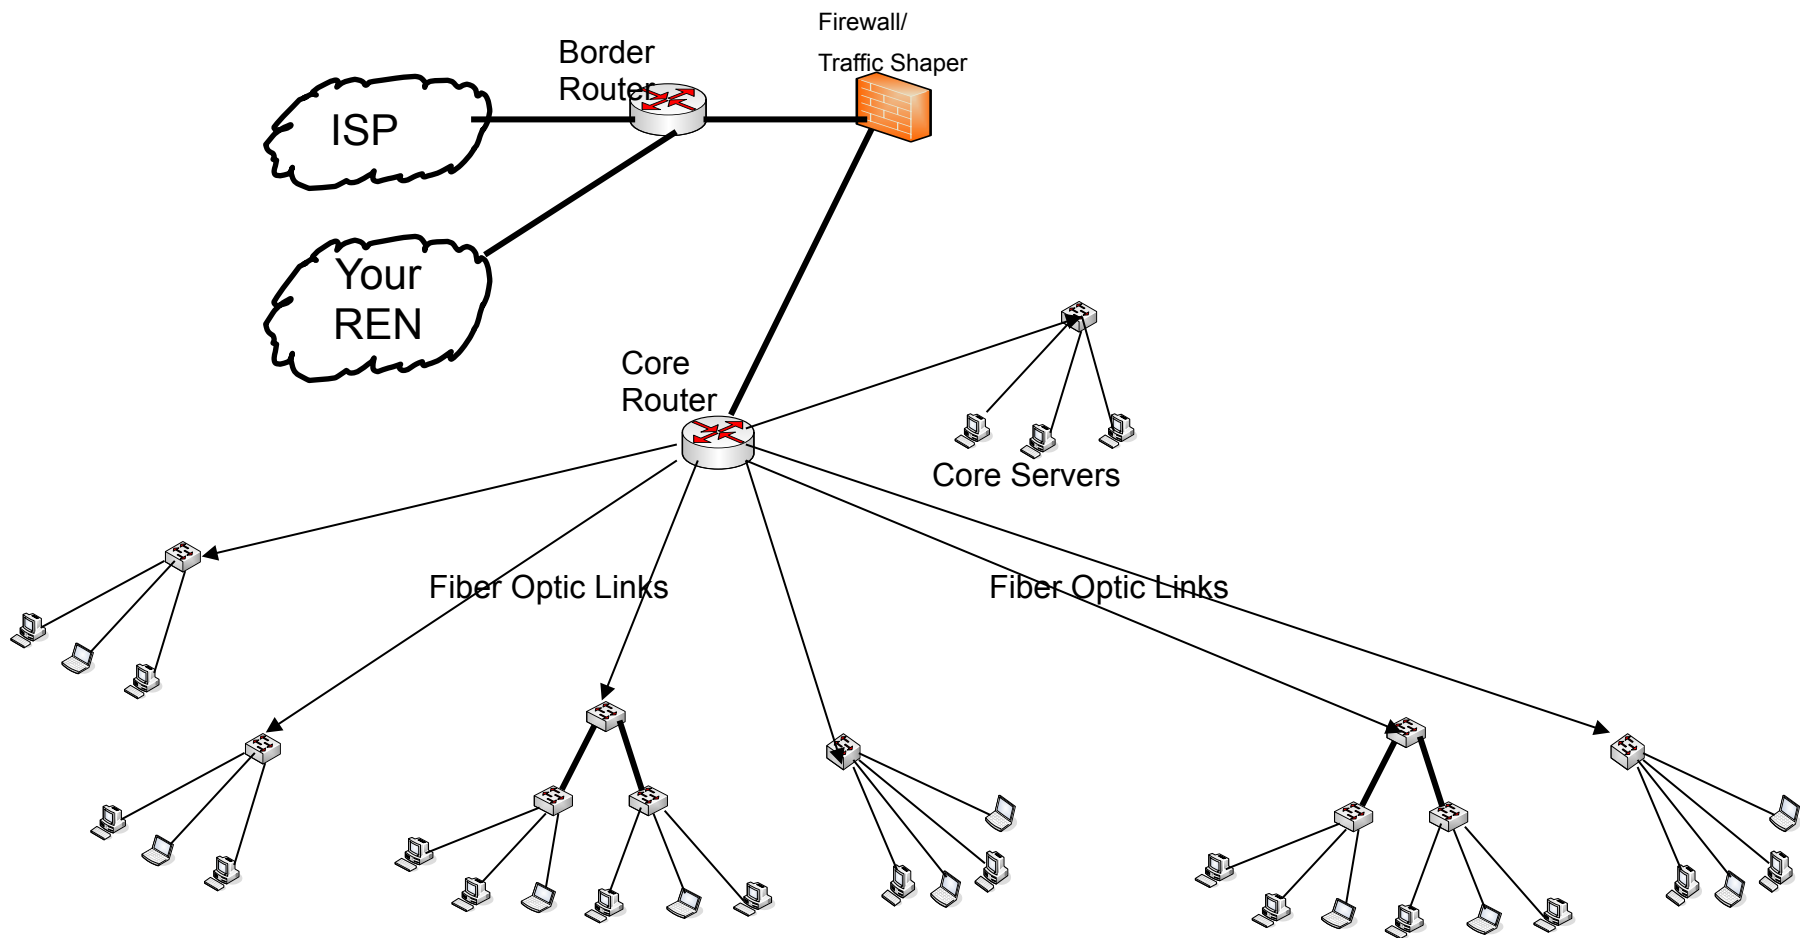 Firewall/
Traffic Shaper
Border
Router
ISP
Your
REN
Core
Router
Core Servers
Fiber Optic Links
Fiber Optic Links